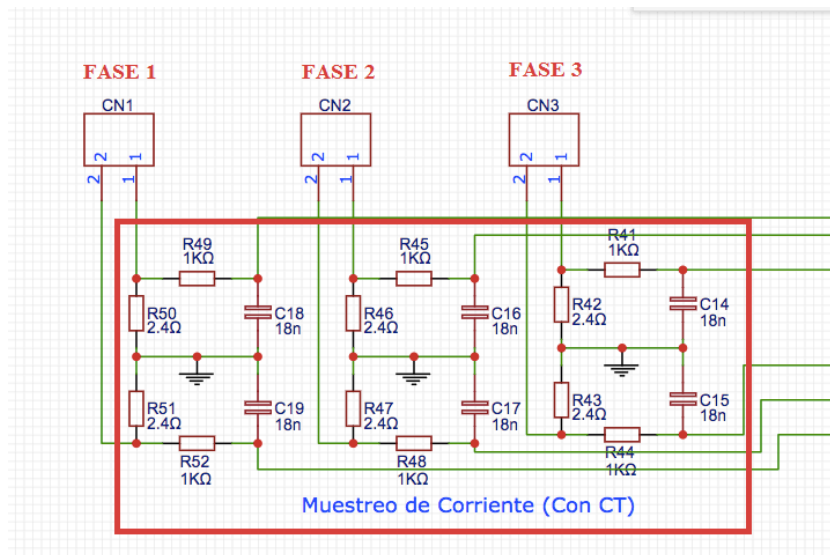 FASE 1
FASE 2
FASE 3
CN1
CN2
CN3
2
1
2
1
2
1
2
1
2
1
2
1
R49
1KΩ
R45
1KΩ
R41
1KΩ
R50
2.4Ω
C18
18n
R46
2.4Ω
C16
18n
R42
2.4Ω
C14
18n
R51
2.4Ω
C19
18n
R47
2.4Ω
C17
18n
R43
2.4Ω
C15
18n
R52
1KΩ
R48
1KΩ
R44
1KΩ
Muestreo de Corriente (Con CT)